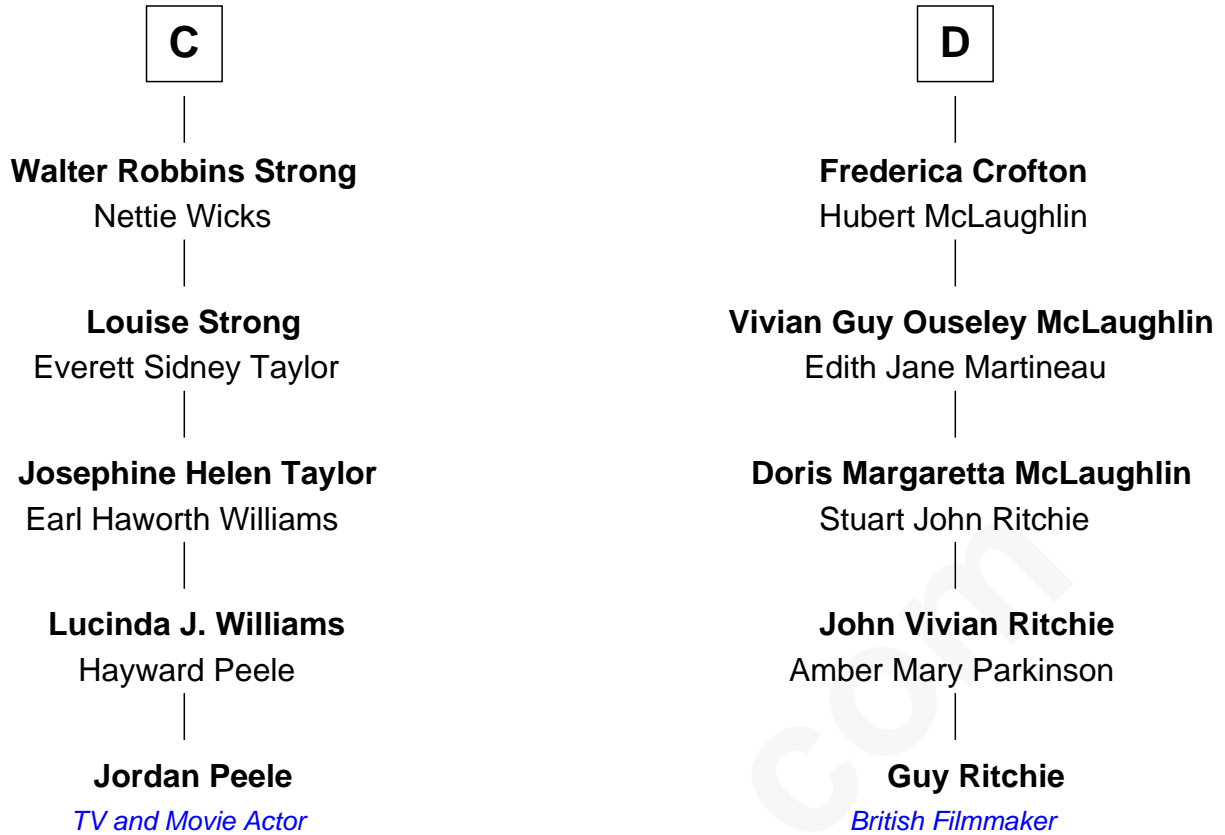 C
Walter Robbins Strong
Nettie Wicks
Louise Strong
Everett Sidney Taylor
Josephine Helen Taylor
Earl Haworth Williams
Lucinda J. Williams
Hayward Peele
Jordan Peele
TV and Movie Actor
D
Frederica Crofton
Hubert McLaughlin
Vivian Guy Ouseley McLaughlin
Edith Jane Martineau
Doris Margaretta McLaughlin
Stuart John Ritchie
John Vivian Ritchie
Amber Mary Parkinson
Guy Ritchie
British Filmmaker
com